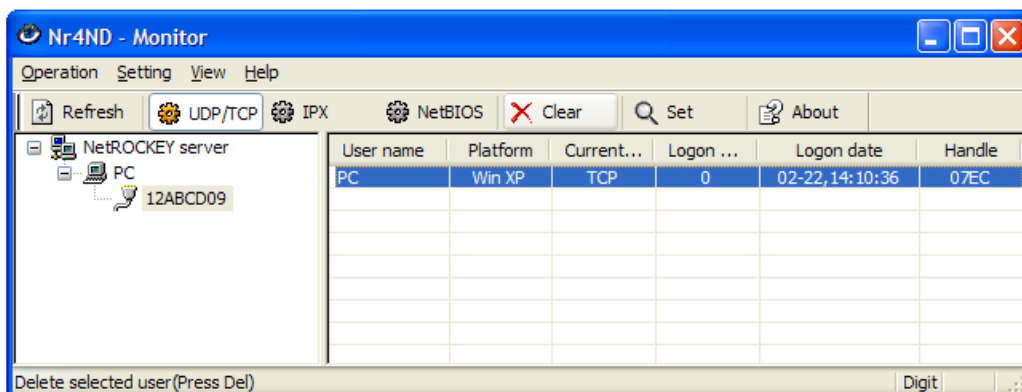 Nr4ND - Monitor
Operation Setting View Help
Refresh UDP/TCP IPX NetBIOS Clear Set About
NetROCKEY server
PC
12ABCD09
User name Platform Current... Logon ... Logon date Handle
PC Win XP TCP 0 02-22,14:10:36 07EC
Delete selected user(Press Del) Digit